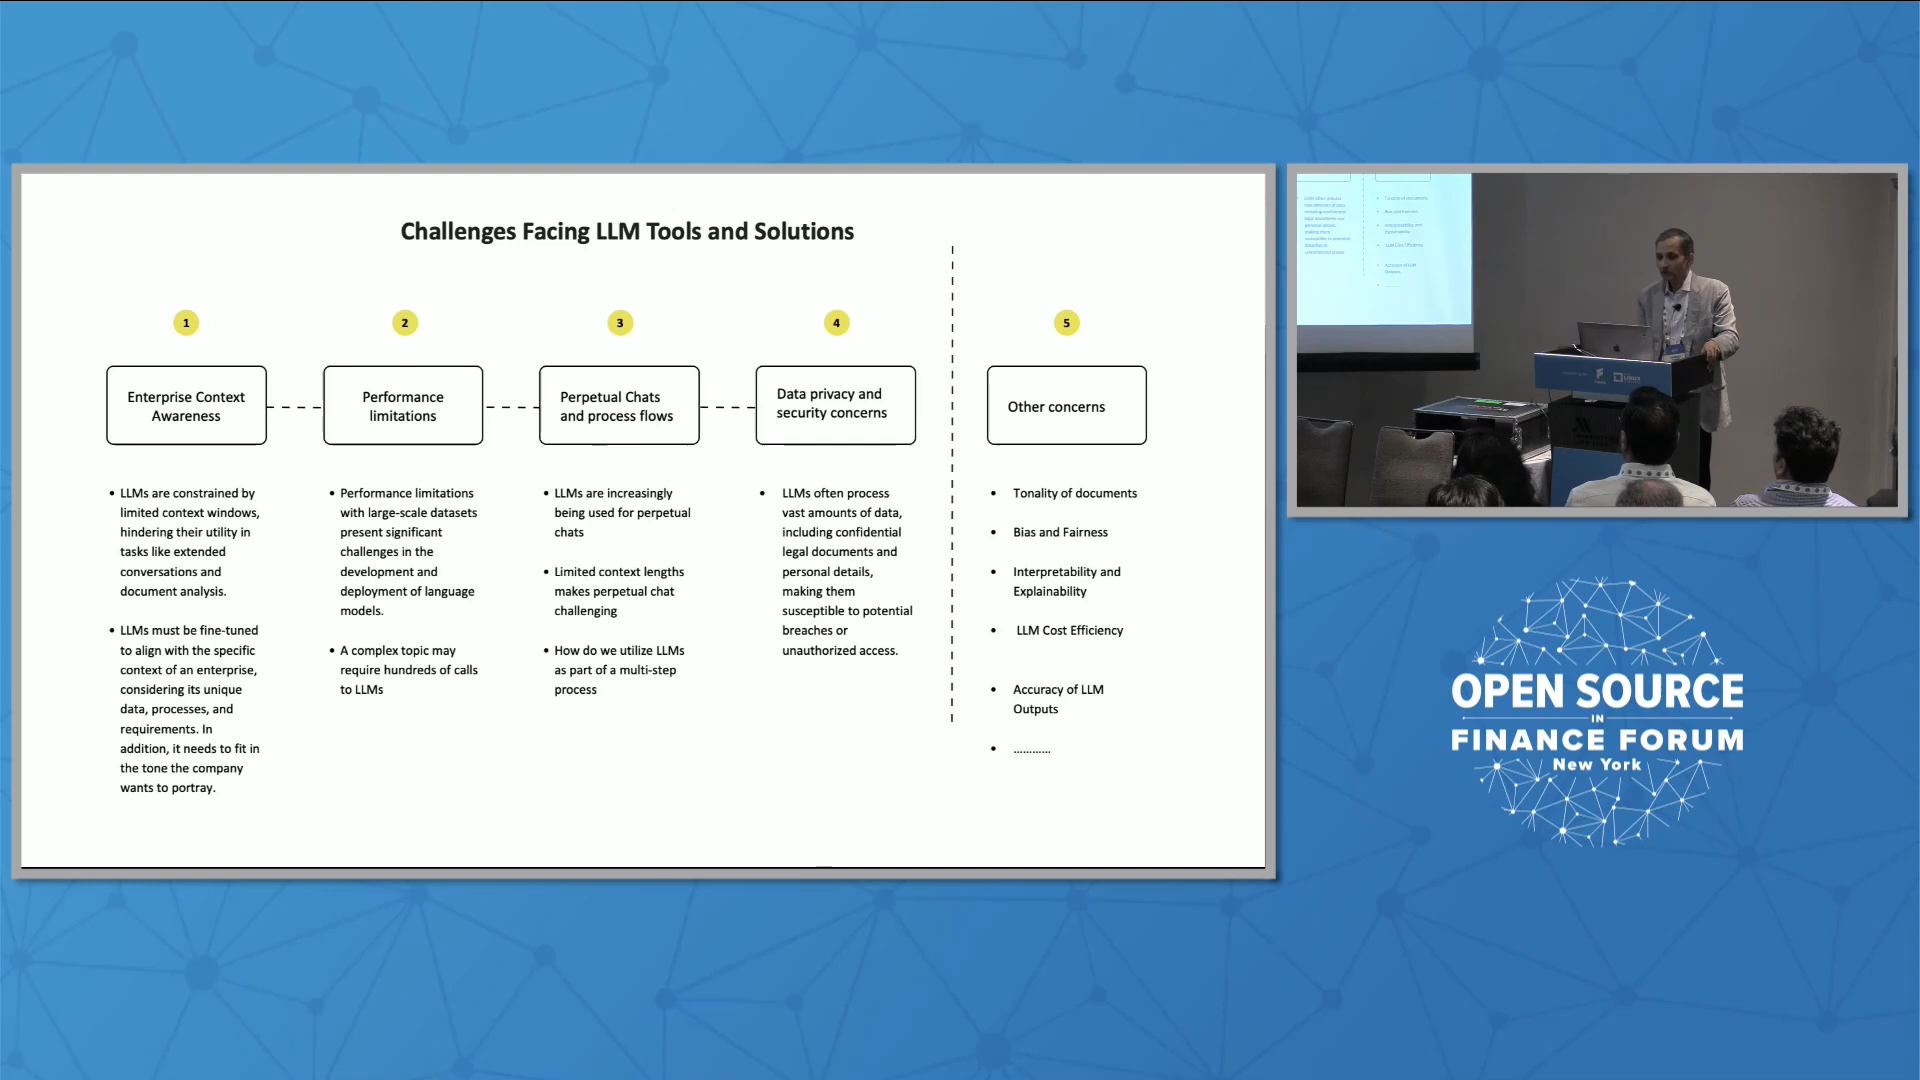 Challenges Facing LLM Tools and Solutions
1
Enterprise Context
Awareness
• LLMs are constrained by
limited context windows,
hindering their utility in
tasks like extended
conversations and
document analysis.
• LLMs must be fine-tuned
to align with the specific
context of an enterprise,
considering its unique
data, processes, and
requirements. In
addition, it needs to fit in
the tone the company
wants to portray.
2
Performance
limitations
• Performance limitations
with large-scale datasets
present significant
challenges in the
development and
deployment of language
models.
• A complex topic may
require hundreds of calls
to LLMs
3
Perpetual Chats
and process flows
• LLMs are increasingly
being used for perpetual
chats
• Limited context lengths
makes perpetual chat
challenging
• How do we utilize LLMs
as part of a multi-step
process
4
Data privacy and
security concerns
• LLMs often process
vast amounts of data,
including confidential
legal documents and
personal details,
making them
susceptible to potential
breaches or
unauthorized access.
5
Other concerns
• Tonality of documents
• Bias and Fairness
• Interpretability and
Explainability
• LLM Cost Efficiency
• Accuracy of LLM
Outputs
• ............
OPEN SOURCE
IN
FINANCE FORUM
New York